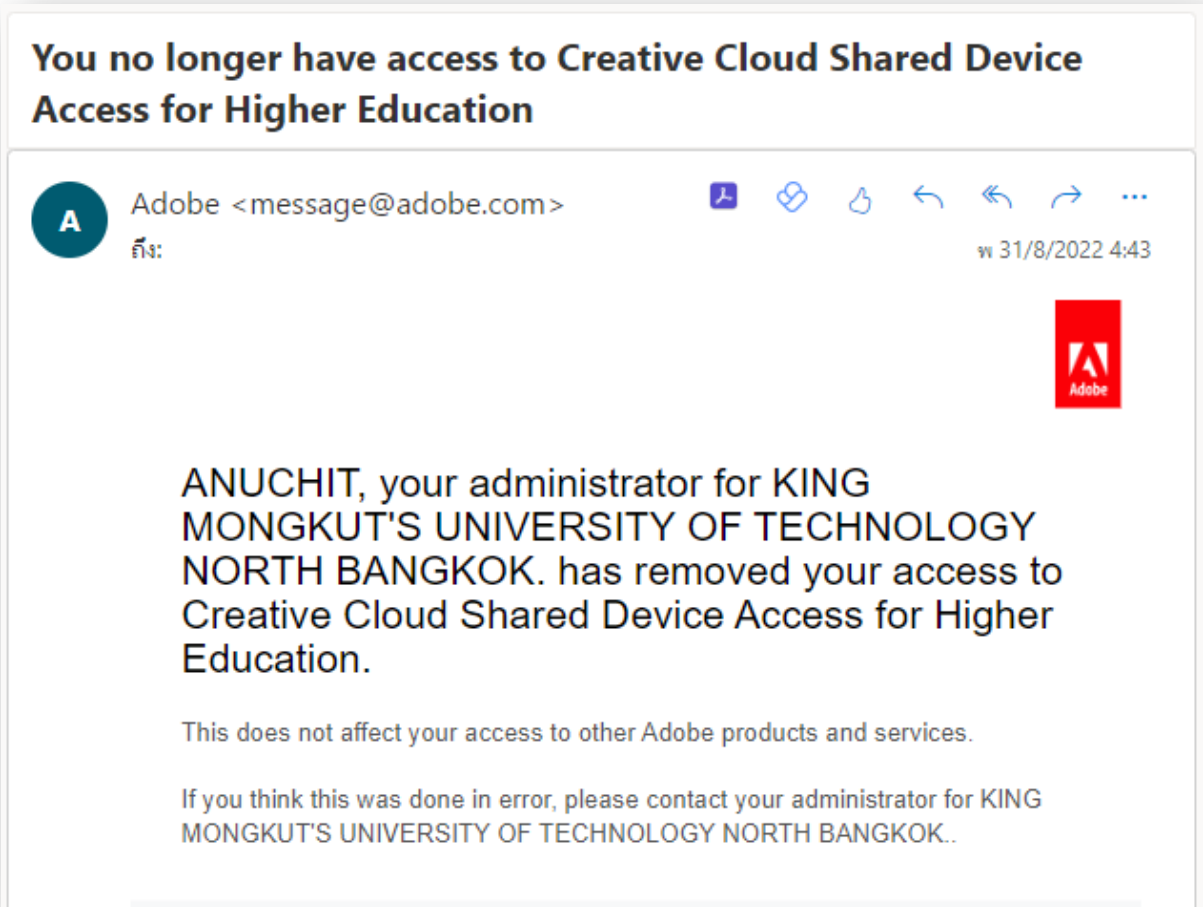 You no longer have access to Creative Cloud Shared Device
Access for Higher Education
A
Adobe <message@adobe.com>
ถึง:
พ 31/8/2022 4:43
Adobe
ANUCHIT, your administrator for KING
MONGKUT'S UNIVERSITY OF TECHNOLOGY
NORTH BANGKOK. has removed your access to
Creative Cloud Shared Device Access for Higher
Education.
This does not affect your access to other Adobe products and services.
If you think this was done in error, please contact your administrator for KING
MONGKUT'S UNIVERSITY OF TECHNOLOGY NORTH BANGKOK..